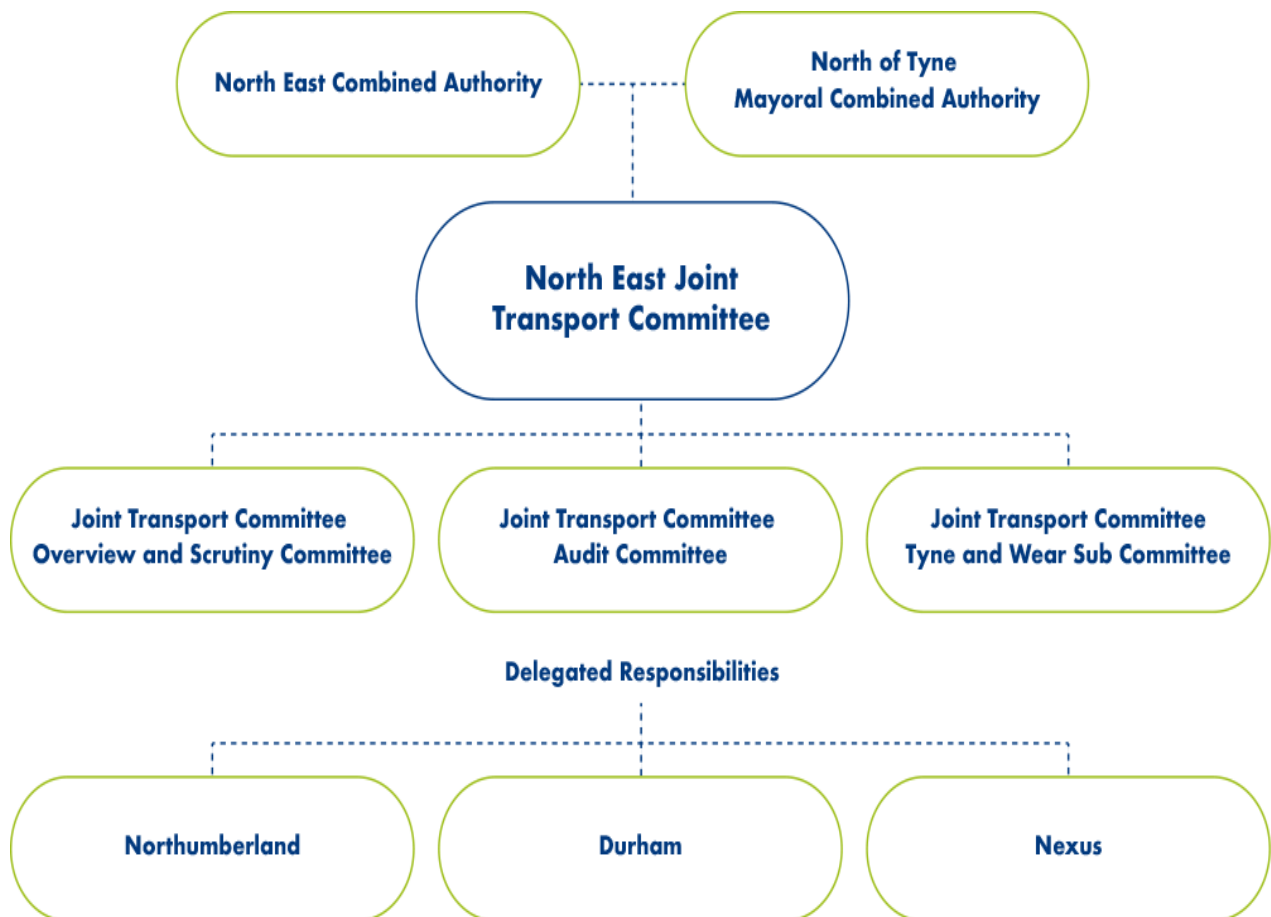 North East Combined Authority
North of Tyne
Mayoral Combined Authority
North East Joint
Transport Committee
Joint Transport Committee
Overview and Scrutiny Committee
Joint Transport Committee
Audit Committee
Joint Transport Committee
Tyne and Wear Sub Committee
Delegated Responsibilities
Northumberland
Durham
Nexus